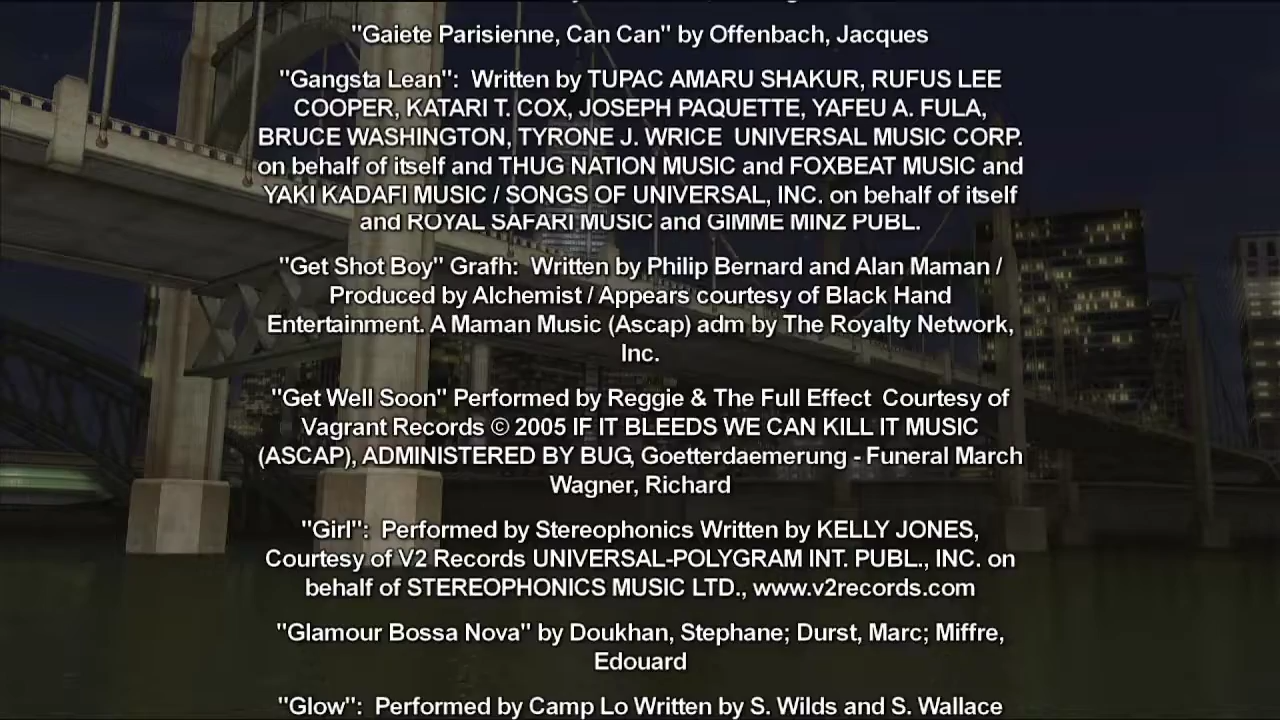 "Gaiete Parisienne, Can Can" by Offenbach, Jacques
"Gangsta Lean":  Written by TUPAC AMARU SHAKUR, RUFUS LEE
COOPER, KATARI T. COX, JOSEPH PAQUETTE, YAFEU A. FULA,
BRUCE WASHINGTON, TYRONE J. WRICE  UNIVERSAL MUSIC CORP.
on behalf of itself and THUG NATION MUSIC and FOXBEAT MUSIC and
YAKI KADAFI MUSIC / SONGS OF UNIVERSAL, INC. on behalf of itself
and ROYAL SAFARI MUSIC and GIMME MINZ PUBL.
"Get Shot Boy" Grafh:  Written by Philip Bernard and Alan Maman /
Produced by Alchemist / Appears courtesy of Black Hand
Entertainment. A Maman Music (Ascap) adm by The Royalty Network,
Inc.
"Get Well Soon" Performed by Reggie & The Full Effect  Courtesy of
Vagrant Records © 2005 IF IT BLEEDS WE CAN KILL IT MUSIC
(ASCAP), ADMINISTERED BY BUG, Goetterdaemerung - Funeral March
Wagner, Richard
"Girl":  Performed by Stereophonics Written by KELLY JONES,
Courtesy of V2 Records UNIVERSAL-POLYGRAM INT. PUBL., INC. on
behalf of STEREOPHONICS MUSIC LTD., www.v2records.com
"Glamour Bossa Nova" by Doukhan, Stephane; Durst, Marc; Miffre,
Edouard
"Glow":  Performed by Camp Lo Written by S. Wilds and S. Wallace